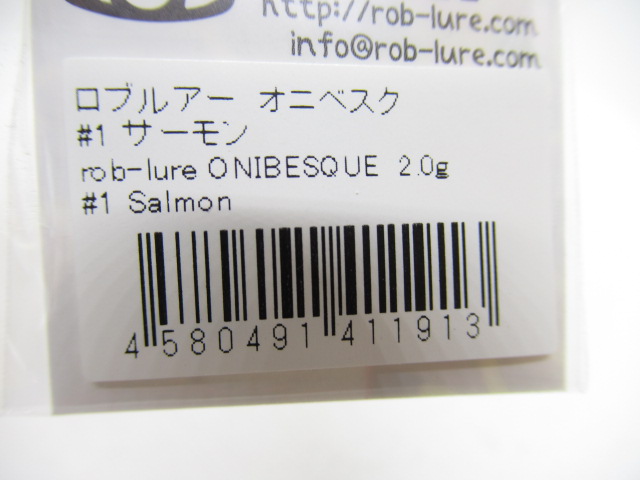 http://rob-lure.com
info@rob-lure.com
ロブルアー オニベスク
#1 サーモン
rob-lure ONIBESQUE 2.0g
#1 Salmon
4 580491 411913